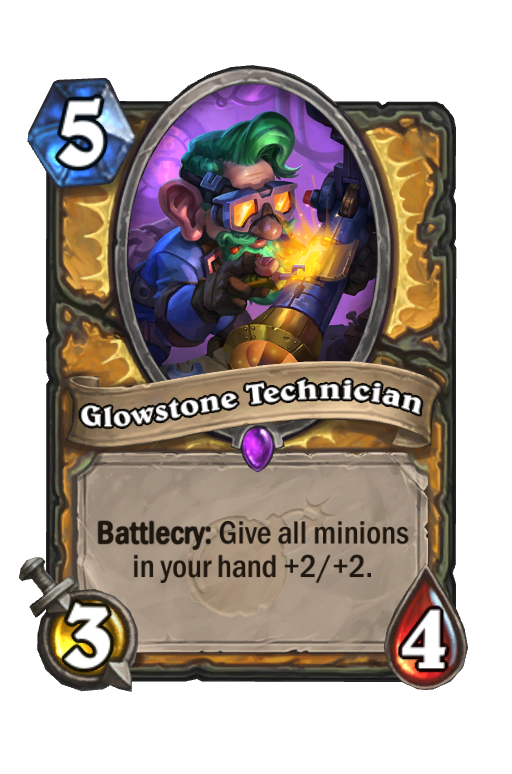 5
Glowstone Technician
Battlecry: Give all minions
in your hand +2/+2.
3
4